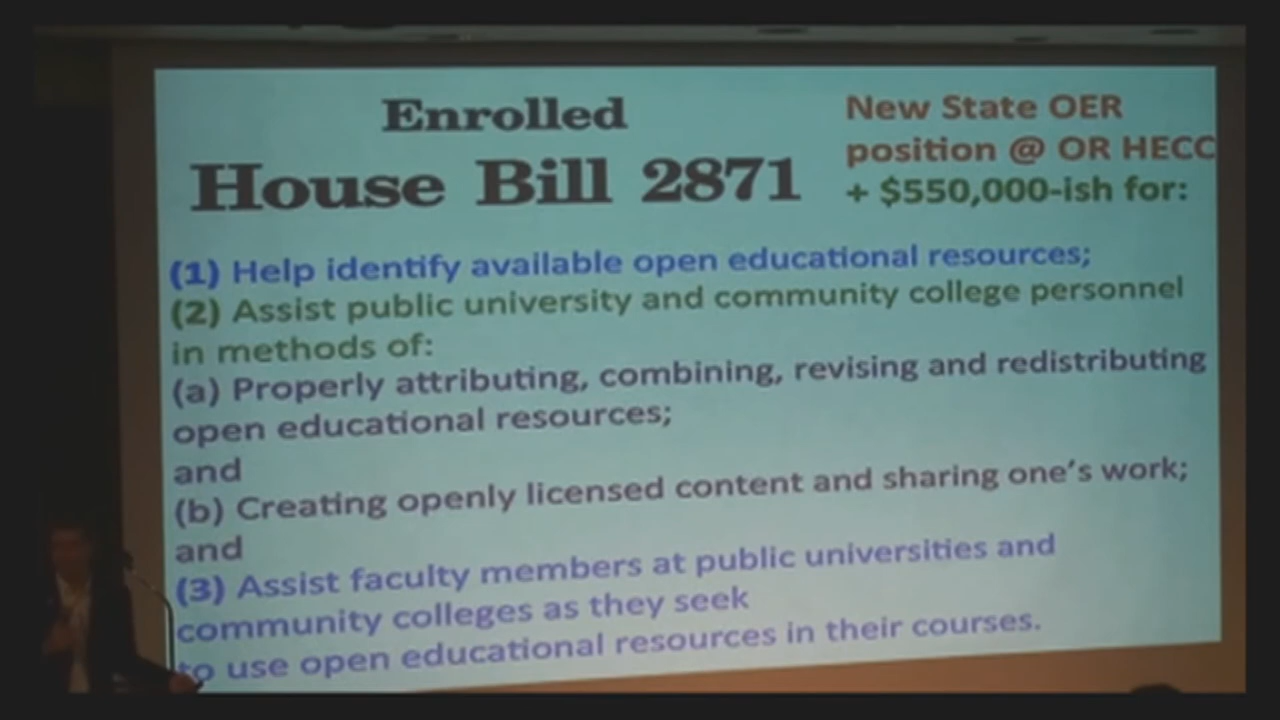 Enrolled
House Bill 2871
New State OER
position @ OR HECC
+ $550,000-ish for:
(1) Help identify available open educational resources;
(2) Assist public university and community college personnel
in methods of:
(a) Properly attributing, combining, revising and redistributing
open educational resources;
and
(b) Creating openly licensed content and sharing one's work;
and
(3) Assist faculty members at public universities and
community colleges as they seek
to use open educational resources in their courses.